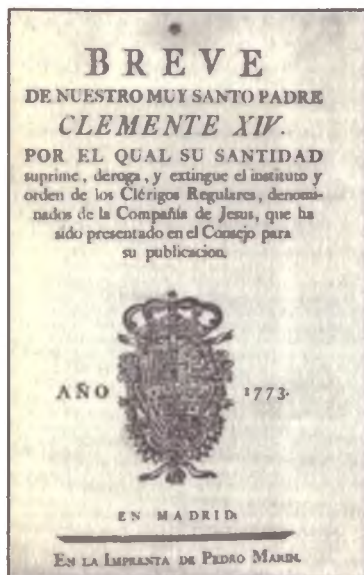 BREVE
DE NUESTRO MUY SANTO PADRE
CLEMENTE XIV.
POR EL QUAL SU SANTIDAD
suprime, deroga, y extingue el instituto y
orden de los Clérigos Regulares, denomi-
nados de la Compañía de Jesus, que ha
sido presentado en el Consejo para
su publicacion.
AÑO 1773.
EN MADRID.
EN LA IMPRENTA DE PEDRO MARIN.